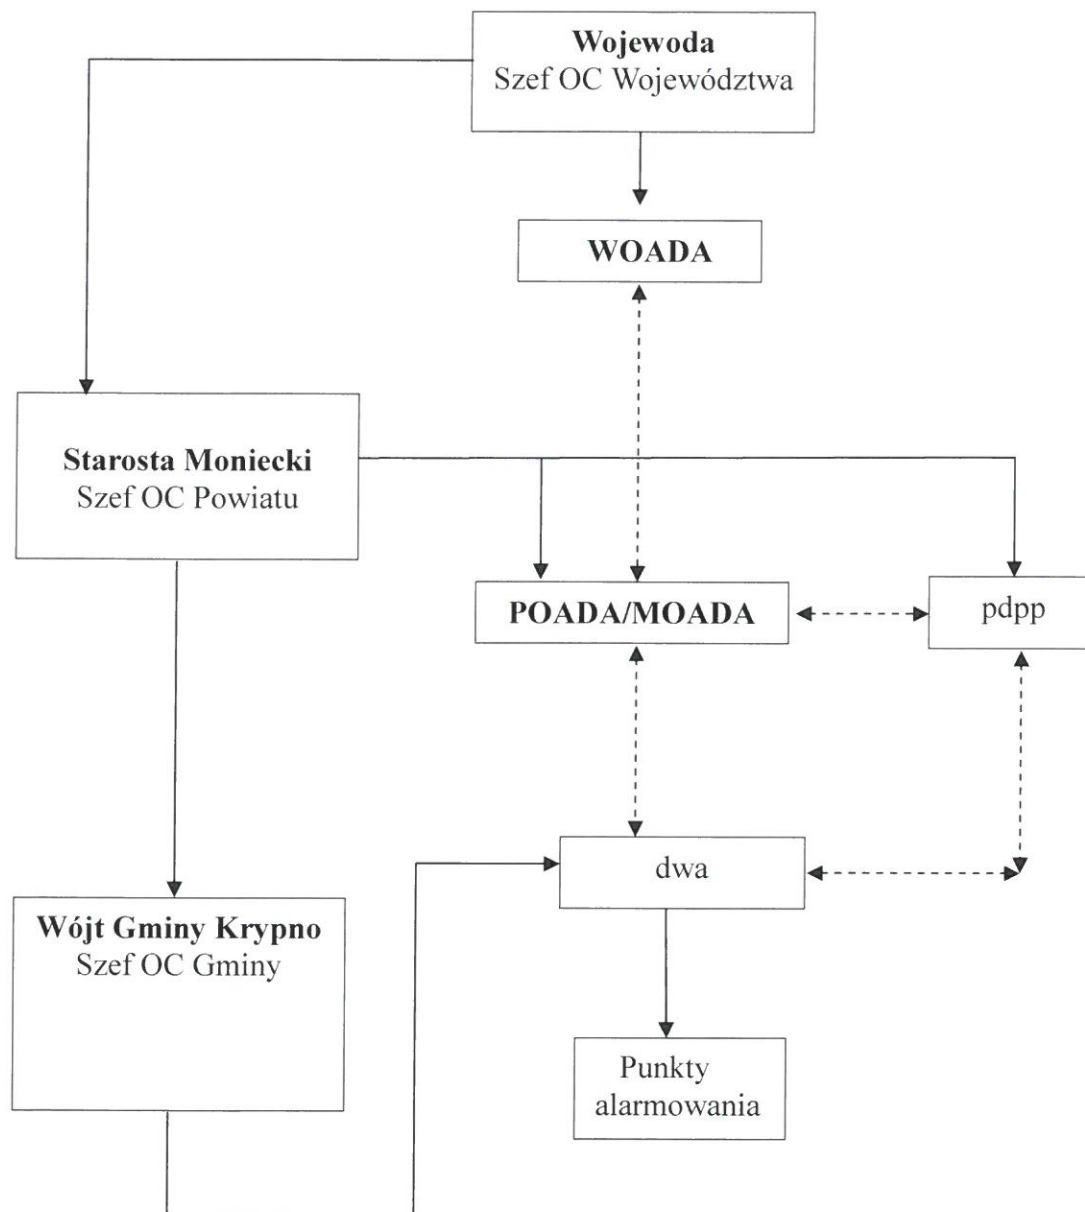 Wojewoda
Szef OC Województwa
WOADA
Starosta Moniecki
Szef OC Powiatu
POADA/MOADA
pdpp
dwa
Wójt Gminy Krypno
Szef OC Gminy
Punkty
alarmowania